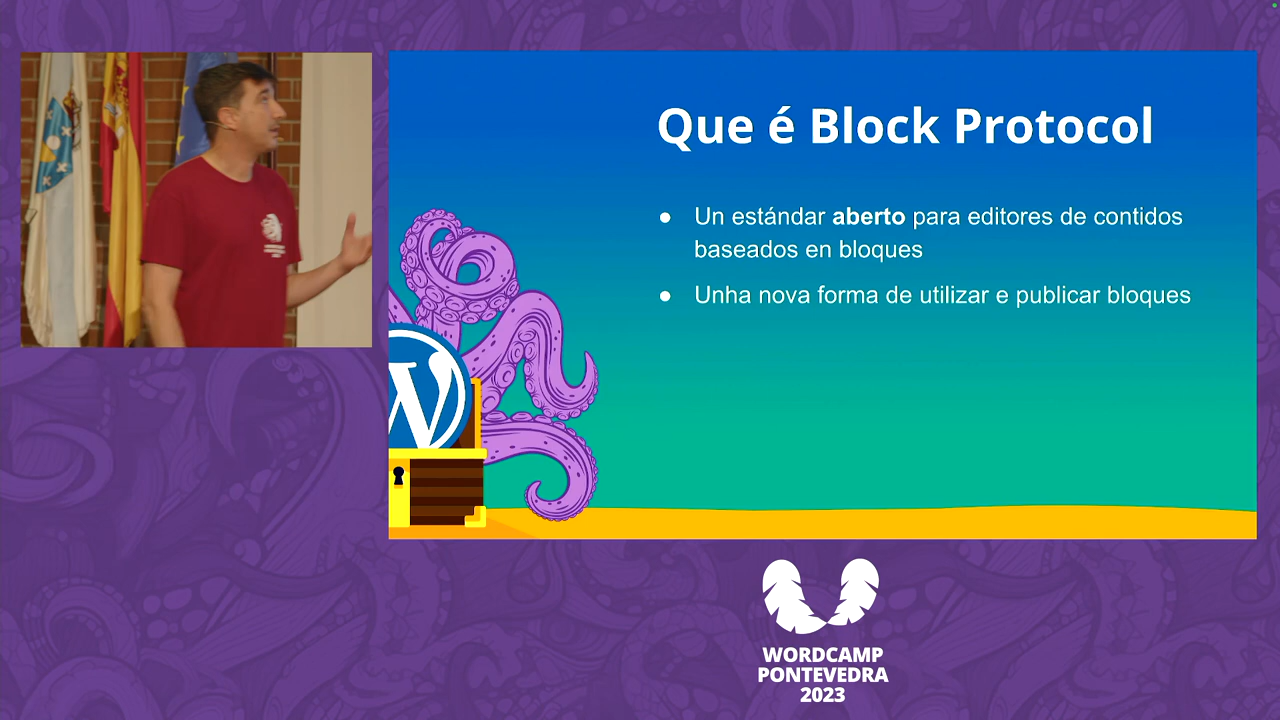 Que é Block Protocol
● Un estándar aberto para editores de contidos
baseados en bloques
● Unha nova forma de utilizar e publicar bloques
WORDCAMP
PONTEVEDRA
2023